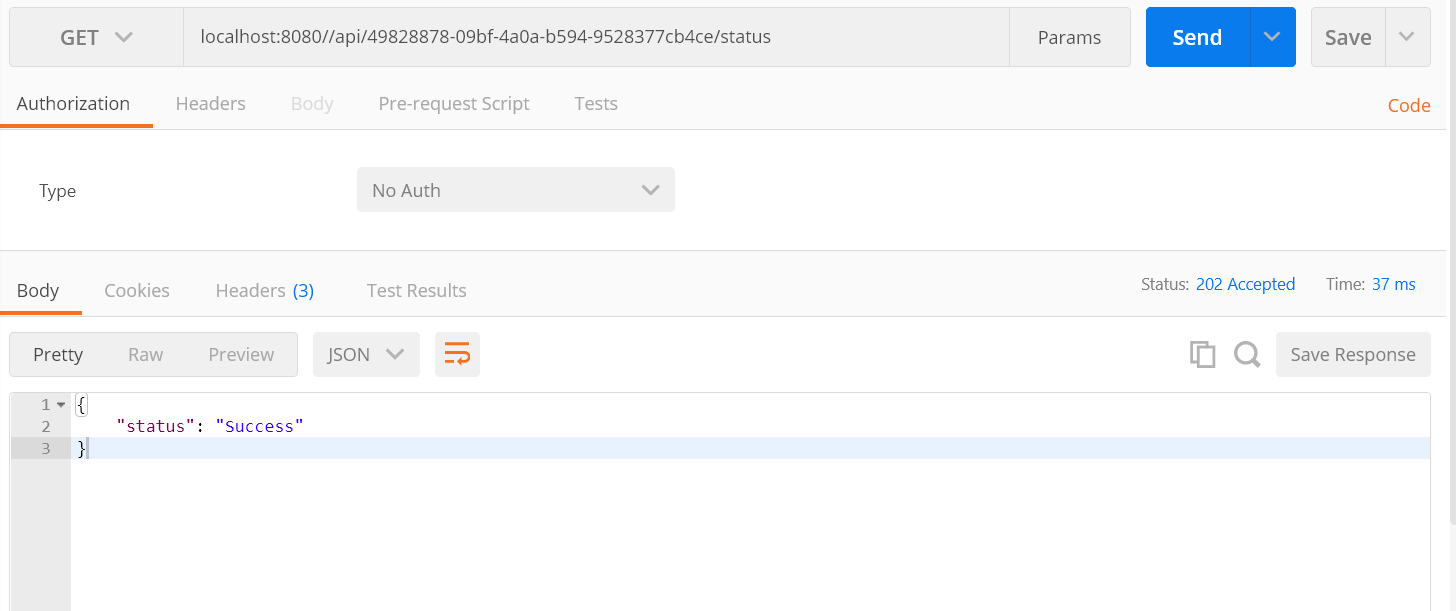 GET localhost:8080//api/49828878-09bf-4a0a-b594-9528377cb4ce/status Params Send Save
Authorization Headers Body Pre-request Script Tests Code
Type No Auth
Body Cookies Headers (3) Test Results Status: 202 Accepted Time: 37 ms
Pretty Raw Preview JSON Save Response
1 {
2 "status": "Success"
3 }